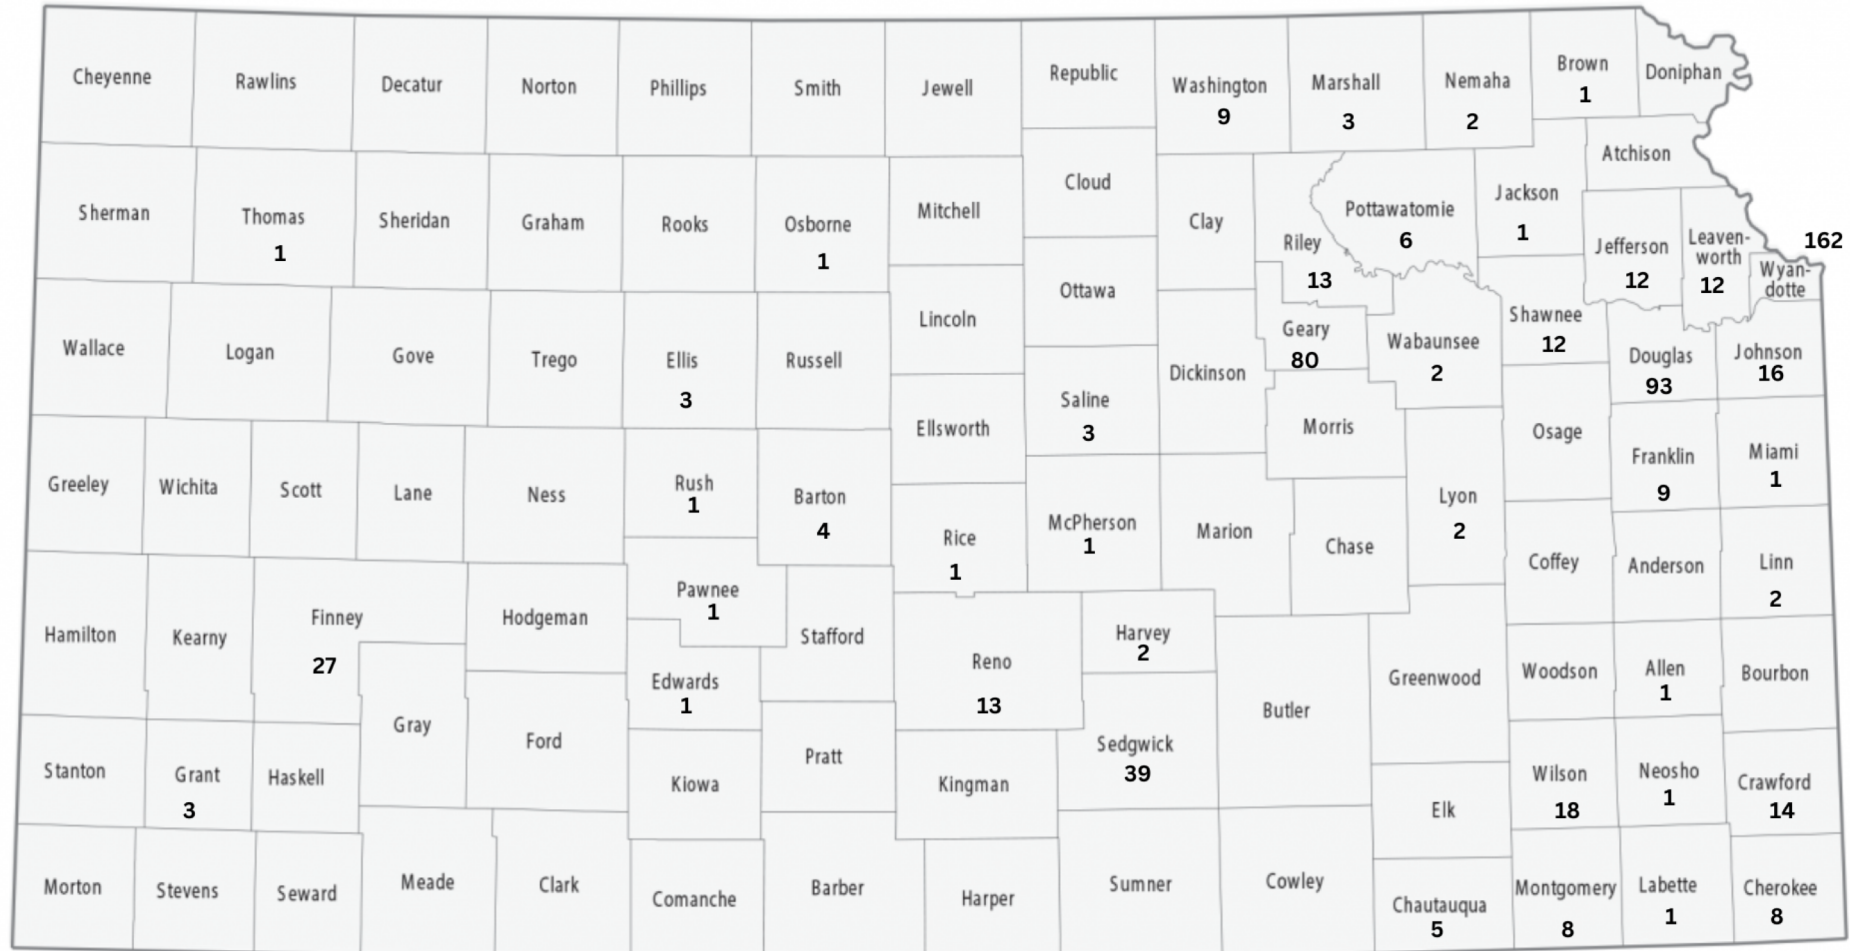 Cheyenne
Rawlins
Decatur
Norton
Phillips
Smith
Jewell
Republic
Washington
9
Marshall
3
Nemaha
2
Brown
1
Doniphan
Atchison
Sherman
Thomas
1
Sheridan
Graham
Rooks
Osborne
1
Mitchell
Cloud
Clay
Riley
13
Pottawatomie
6
Jackson
1
Jefferson
12
Leaven-
worth
12
162
Wyan-
dotte
Wallace
Logan
Gove
Trego
Ellis
3
Russell
Lincoln
Ottawa
Saline
3
Dickinson
Geary
80
Wabaunsee
2
Shawnee
12
Douglas
93
Johnson
16
Ellsworth
Morris
Osage
Franklin
9
Miami
1
Greeley
Wichita
Scott
Lane
Ness
Rush
1
Barton
4
Rice
1
McPherson
1
Marion
Chase
Lyon
2
Coffey
Anderson
Linn
2
Hamilton
Kearny
Finney
27
Hodgeman
Pawnee
1
Stafford
Edwards
1
Reno
13
Harvey
2
Sedgwick
39
Butler
Greenwood
Woodson
Allen
1
Bourbon
Gray
Ford
Stanton
Grant
3
Haskell
Kiowa
Pratt
Kingman
Elk
Wilson
18
Neosho
1
Crawford
14
Morton
Stevens
Seward
Meade
Clark
Comanche
Barber
Harper
Sumner
Cowley
Chautauqua
5
Montgomery
8
Labette
1
Cherokee
8